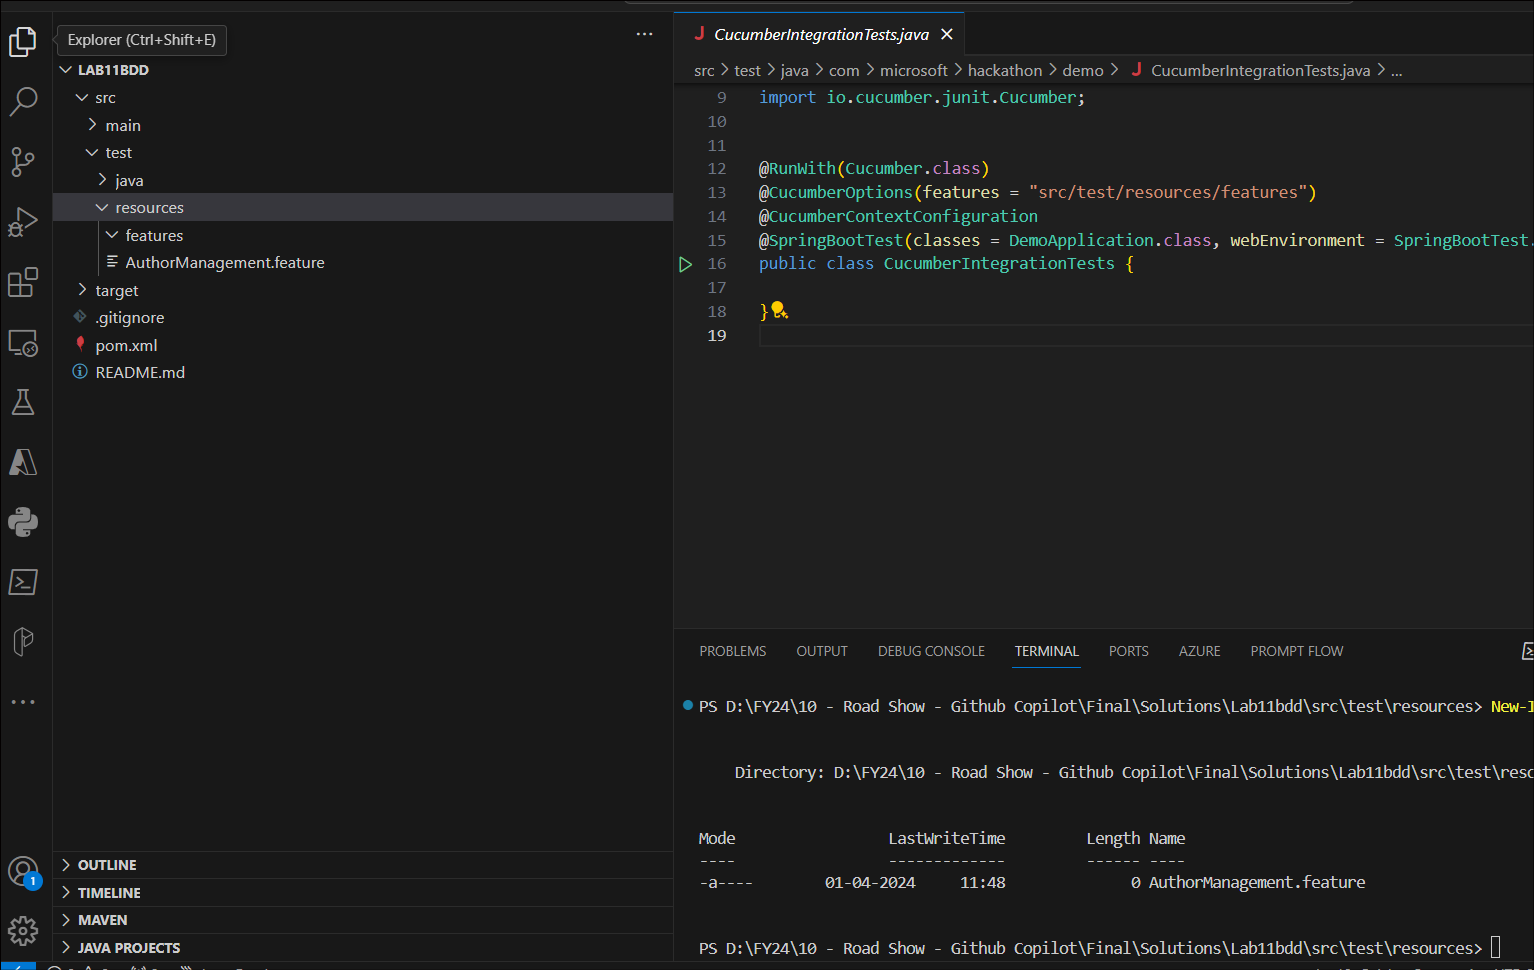 Explorer (Ctrl+Shift+E)
LAB11BDD
src
main
test
java
resources
features
AuthorManagement.feature
target
.gitignore
pom.xml
README.md
1
OUTLINE
TIMELINE
MAVEN
JAVA PROJECTS
J CucumberIntegrationTests.java
src > test > java > com > microsoft > hackathon > demo > J CucumberIntegrationTests.java > ...
9 import io.cucumber.junit.Cucumber;
10
11
12 @RunWith(Cucumber.class)
13 @CucumberOptions(features = "src/test/resources/features")
14 @CucumberContextConfiguration
15 @SpringBootTest(classes = DemoApplication.class, webEnvironment = SpringBootTest.
16 public class CucumberIntegrationTests {
17
18 }
19
PROBLEMS OUTPUT DEBUG CONSOLE TERMINAL PORTS AZURE PROMPT FLOW
PS D:\FY24\10 - Road Show - Github Copilot\Final\Solutions\Lab11bdd\src\test\resources> New-I
Directory: D:\FY24\10 - Road Show - Github Copilot\Final\Solutions\Lab11bdd\src\test\reso
Mode LastWriteTime Length Name
---- ------------- ------ ----
-a---- 01-04-2024 11:48 0 AuthorManagement.feature
PS D:\FY24\10 - Road Show - Github Copilot\Final\Solutions\Lab11bdd\src\test\resources>